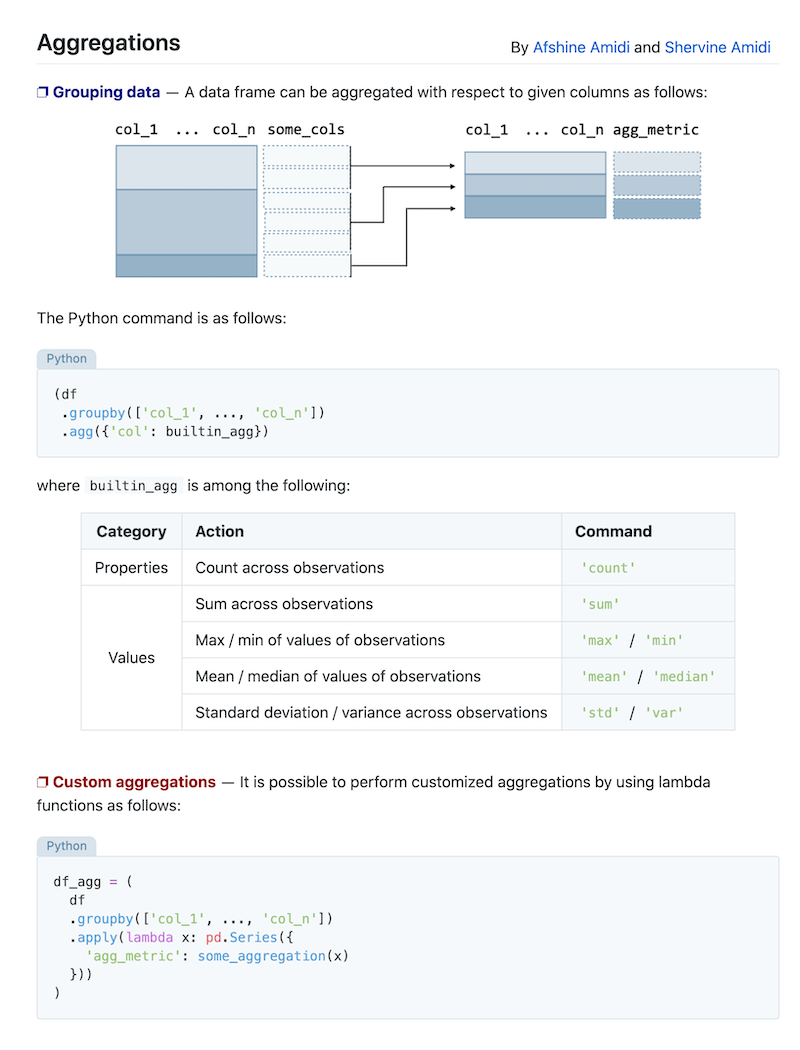 Aggregations
By Afshine Amidi and Shervine Amidi
❐ Grouping data — A data frame can be aggregated with respect to given columns as follows:
col_1 ... col_n some_cols
col_1 ... col_n agg_metric
The Python command is as follows:
Python
(df
 .groupby(['col_1', ..., 'col_n'])
 .agg({'col': builtin_agg})
where builtin_agg is among the following:
Category Action Command
Properties Count across observations 'count'
Values
Sum across observations 'sum'
Max / min of values of observations 'max' / 'min'
Mean / median of values of observations 'mean' / 'median'
Standard deviation / variance across observations 'std' / 'var'
❐ Custom aggregations — It is possible to perform customized aggregations by using lambda
functions as follows:
Python
df_agg = (
  df
  .groupby(['col_1', ..., 'col_n'])
  .apply(lambda x: pd.Series({
    'agg_metric': some_aggregation(x)
  }))
)